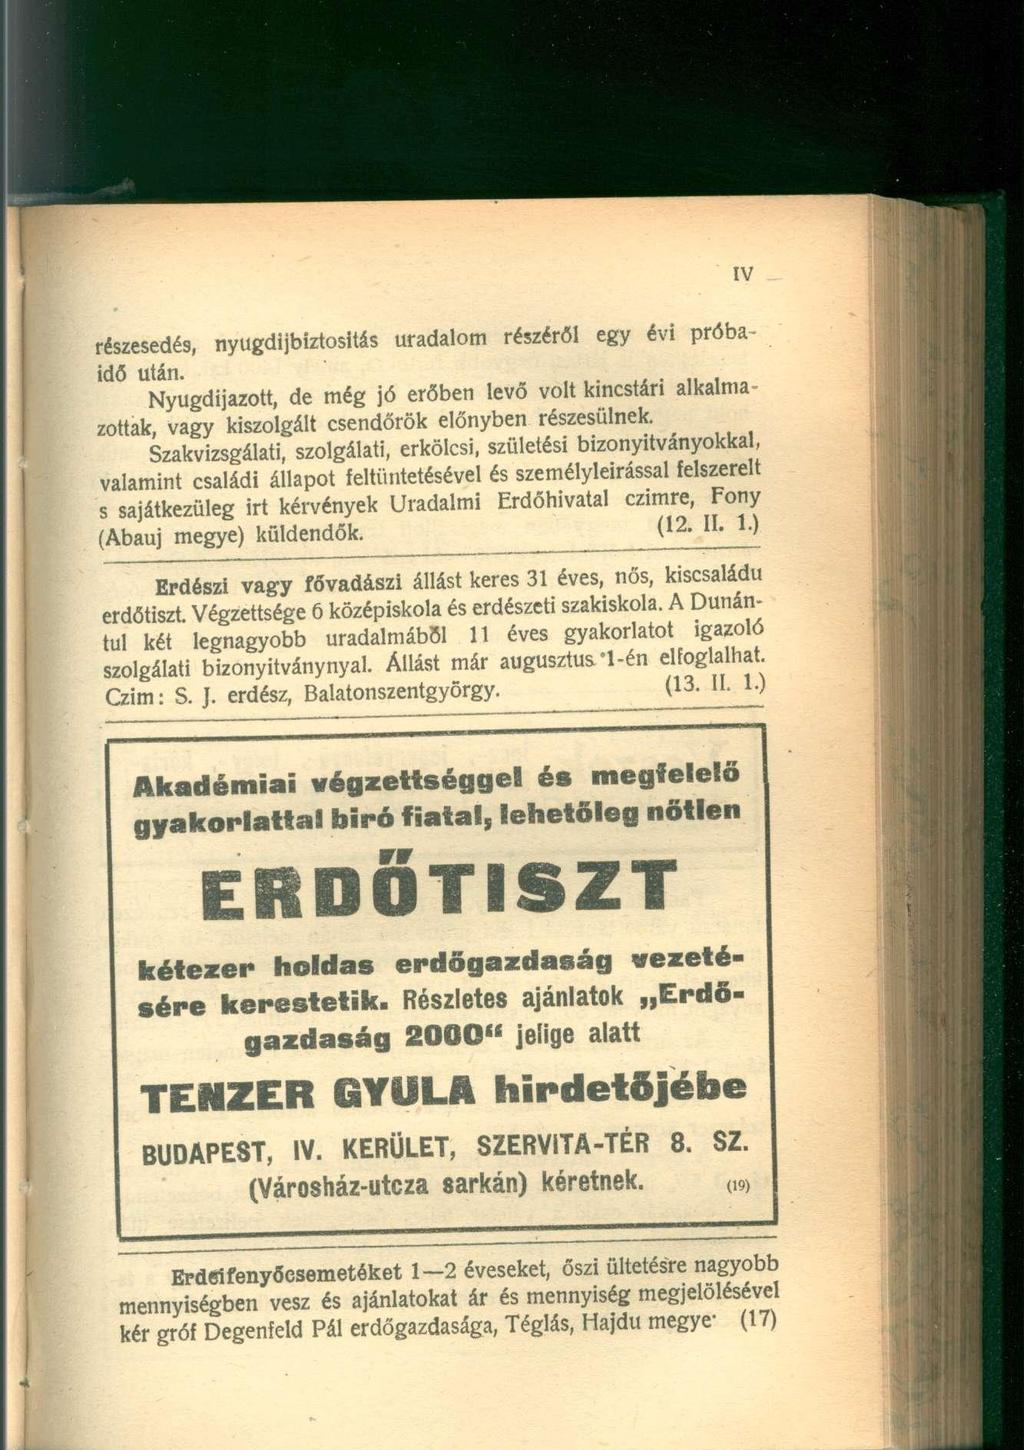 IV
részesedés, nyugdijbiztositás uradalom részéről egy évi próba-
idő után.
Nyugdijazott, de még jó erőben levő volt kincstári alkalma-
zottak, vagy kiszolgált csendőrök előnyben részesülnek.
Szakvizsgálati, szolgálati, erkölcsi, születési bizonyitványokkal,
valamint családi állapot feltüntetésével és személyleirással felszerelt
s sajátkezüleg irt kérvények Uradalmi Erdőhivatal czimre, Fony
(Abauj megye) küldendők. (12. II. 1.)
Erdészi vagy fővadászi állást keres 31 éves, nős, kiscsaládu
erdőtiszt. Végzettsége 6 középiskola és erdészeti szakiskola. A Dunán-
tul két legnagyobb uradalmából 11 éves gyakorlatot igazoló
szolgálati bizonyitványnyal. Állást már augusztus 1-én elfoglalhat.
Czim: S. J. erdész, Balatonszentgyörgy. (13. II. 1.)
Akadémiai végzettséggel és megfelelő
gyakorlattal biró fiatal, lehetőleg nőtlen
ERDŐTISZT
kétezer holdas erdőgazdaság vezeté-
sére kerestetik. Részletes ajánlatok „Erdő-
gazdaság 2000“ jelige alatt
TENZER GYULA hirdetőjébe
BUDAPEST, IV. KERÜLET, SZERVITA-TÉR 8. SZ.
(Városház-utcza sarkán) kéretnek. (19)
Erdeifenyőcsemetéket 1—2 éveseket, őszi ültetésre nagyobb
mennyiségben vesz és ajánlatokat ár és mennyiség megjelölésével
kér gróf Degenfeld Pál erdőgazdasága, Téglás, Hajdu megye· (17)